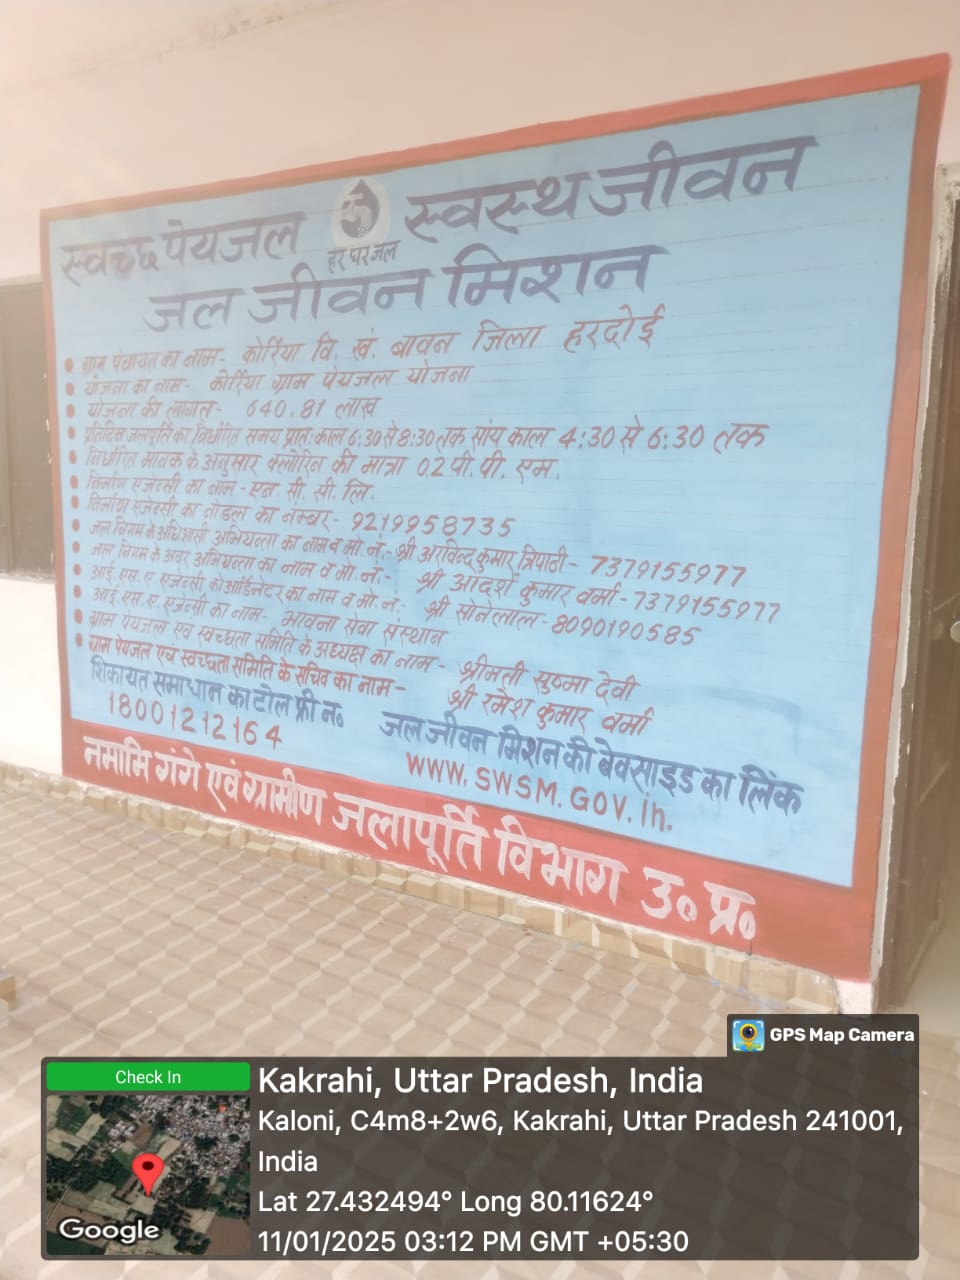 स्वच्छ पेयजल हर घर जल स्वस्थ जीवन
जल जीवन मिशन
ग्राम पंचायत का नाम- कोर्रिया वि. खं. बावन जिला हरदोई
योजना का नाम- कोर्रिया ग्राम पेयजल योजना
योजना की लागत- 640.81 लाख
प्रतिदिन जलपूर्ति का निर्धारित समय प्रातः काल 6:30 से 8:30 तक सांय काल 4:30 से 6:30 तक
निर्धारित मानक के अनुसार क्लोरिन की मात्रा 0.2 पी. पी. एम.
निर्माण एजेन्सी का नाम- एन. सी. सी. लि.
निर्माण एजेन्सी का नोडल का नंम्बर- 9219958735
जल निगम के अधिशासी अभियन्ता का नाम व मो. नं.- श्री अरविन्द कुमार त्रिपाठी- 7379155977
जल निगम के अवर अभियन्ता का नाम व मो. नं.- श्री आदर्श कुमार वर्मा- 7379155977
आई. एस. ए. एजेन्सी कोआर्डिनेटर का नाम व मो. नं. श्री सोनेलाल- 8090190585
आई. एस. ए. एजेन्सी का नाम- भावना सेवा संस्थान
ग्राम पेयजल एवं स्वच्छता समिति के अध्यक्ष का नाम- श्रीमती सुष्मा देवी
ग्राम पेयजल एवं स्वच्छता समिति के सचिव का नाम- श्री रमेश कुमार वर्मा
शिकायत समाधान का टोल फ्री न०
18001212164
जल जीवन मिशन की बेवसाइड का लिंक
WWW.SWSM.GOV.in.
नमामि गंगे एवं ग्रामीण जलापूर्ति विभाग उ० प्र०
GPS Map Camera
Check In
Kakrahi, Uttar Pradesh, India
Kaloni, C4m8+2w6, Kakrahi, Uttar Pradesh 241001,
India
Lat 27.432494° Long 80.11624°
11/01/2025 03:12 PM GMT +05:30
Google